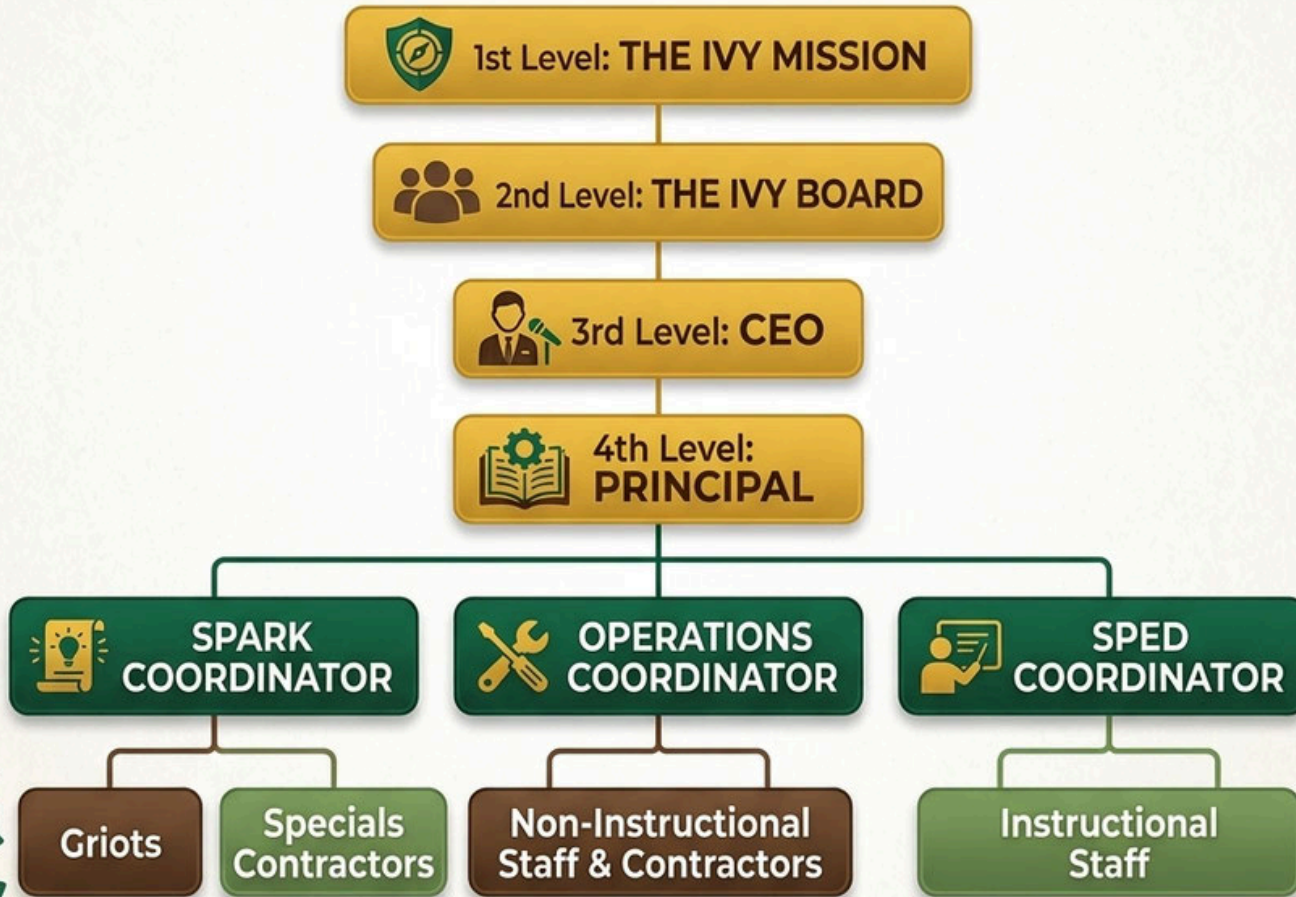 1st Level: THE IVY MISSION
2nd Level: THE IVY BOARD
3rd Level: CEO
4th Level:
PRINCIPAL
SPARK
COORDINATOR
OPERATIONS
COORDINATOR
SPED
COORDINATOR
Griots
Specials
Contractors
Non-Instructional
Staff & Contractors
Instructional
Staff